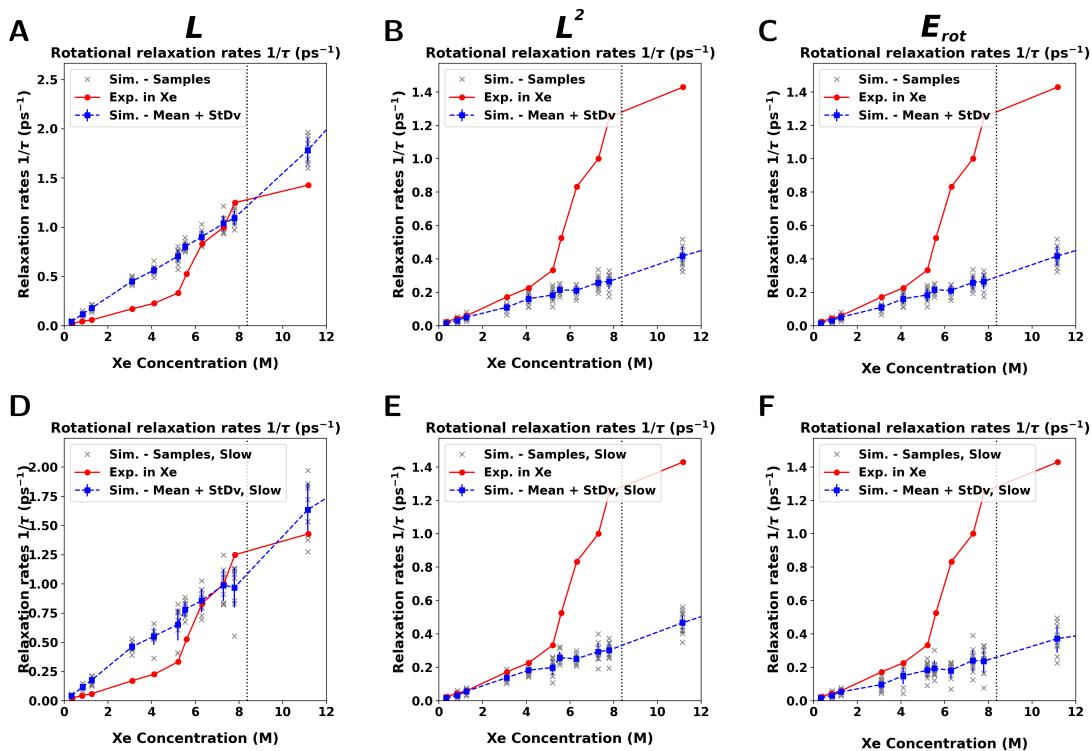 A
L
Rotational relaxation rates 1/τ (ps⁻¹)
Relaxation rates 1/τ (ps⁻¹)
2.5
2.0
1.5
1.0
0.5
0.0
Sim. - Samples
Exp. in Xe
Sim. - Mean + StDv
0 2 4 6 8 10 12
Xe Concentration (M)
B
L²
Rotational relaxation rates 1/τ (ps⁻¹)
Relaxation rates 1/τ (ps⁻¹)
1.4
1.2
1.0
0.8
0.6
0.4
0.2
0.0
Sim. - Samples
Exp. in Xe
Sim. - Mean + StDv
0 2 4 6 8 10 12
Xe Concentration (M)
C
E_rot
Rotational relaxation rates 1/τ (ps⁻¹)
Relaxation rates 1/τ (ps⁻¹)
1.4
1.2
1.0
0.8
0.6
0.4
0.2
0.0
Sim. - Samples
Exp. in Xe
Sim. - Mean + StDv
0 2 4 6 8 10 12
Xe Concentration (M)
D
Rotational relaxation rates 1/τ (ps⁻¹)
Relaxation rates 1/τ (ps⁻¹)
2.00
1.75
1.50
1.25
1.00
0.75
0.50
0.25
0.00
Sim. - Samples, Slow
Exp. in Xe
Sim. - Mean + StDv, Slow
0 2 4 6 8 10 12
Xe Concentration (M)
E
Rotational relaxation rates 1/τ (ps⁻¹)
Relaxation rates 1/τ (ps⁻¹)
1.4
1.2
1.0
0.8
0.6
0.4
0.2
0.0
Sim. - Samples, Slow
Exp. in Xe
Sim. - Mean + StDv, Slow
0 2 4 6 8 10 12
Xe Concentration (M)
F
Rotational relaxation rates 1/τ (ps⁻¹)
Relaxation rates 1/τ (ps⁻¹)
1.4
1.2
1.0
0.8
0.6
0.4
0.2
0.0
Sim. - Samples, Slow
Exp. in Xe
Sim. - Mean + StDv, Slow
0 2 4 6 8 10 12
Xe Concentration (M)